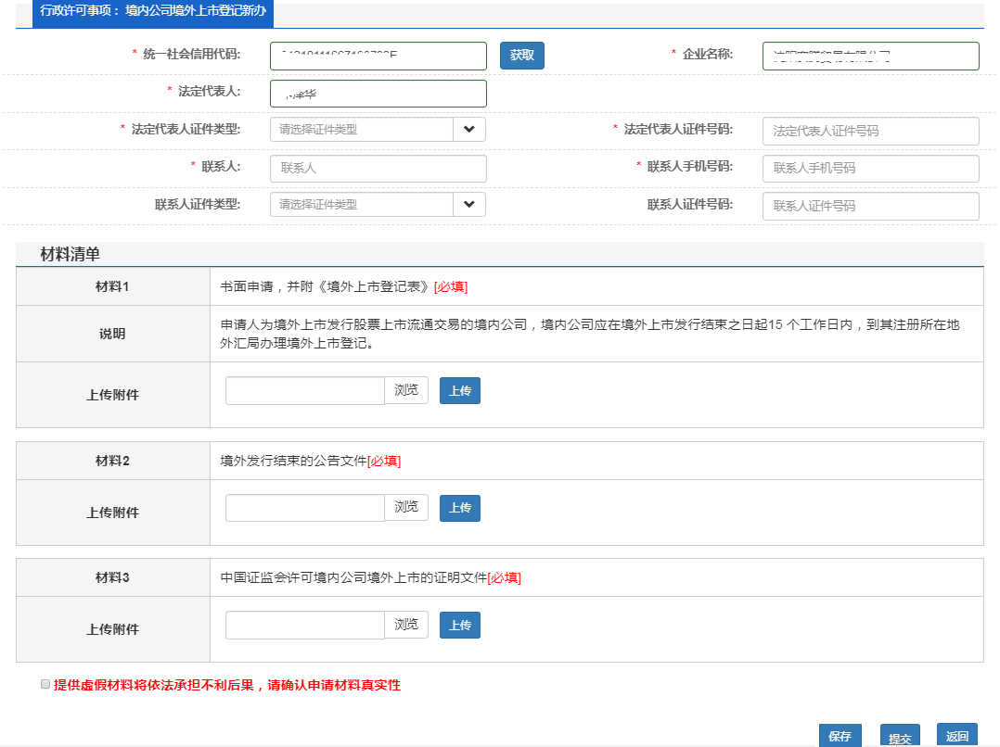 行政许可事项： 境内公司境外上市登记新办
* 统一社会信用代码: 获取 * 企业名称:
* 法定代表人:
* 法定代表人证件类型: 请选择证件类型 * 法定代表人证件号码: 法定代表人证件号码
* 联系人: 联系人 * 联系人手机号码: 联系人手机号码
联系人证件类型: 请选择证件类型 联系人证件号码: 联系人证件号码
材料清单
材料1 书面申请，并附《境外上市登记表》[必填]
说明 申请人为境外上市发行股票上市流通交易的境内公司，境内公司应在境外上市发行结束之日起15 个工作日内，到其注册所在地
外汇局办理境外上市登记。
上传附件 浏览 上传
材料2 境外发行结束的公告文件[必填]
上传附件 浏览 上传
材料3 中国证监会许可境内公司境外上市的证明文件[必填]
上传附件 浏览 上传
提供虚假材料将依法承担不利后果，请确认申请材料真实性
保存 提交 返回